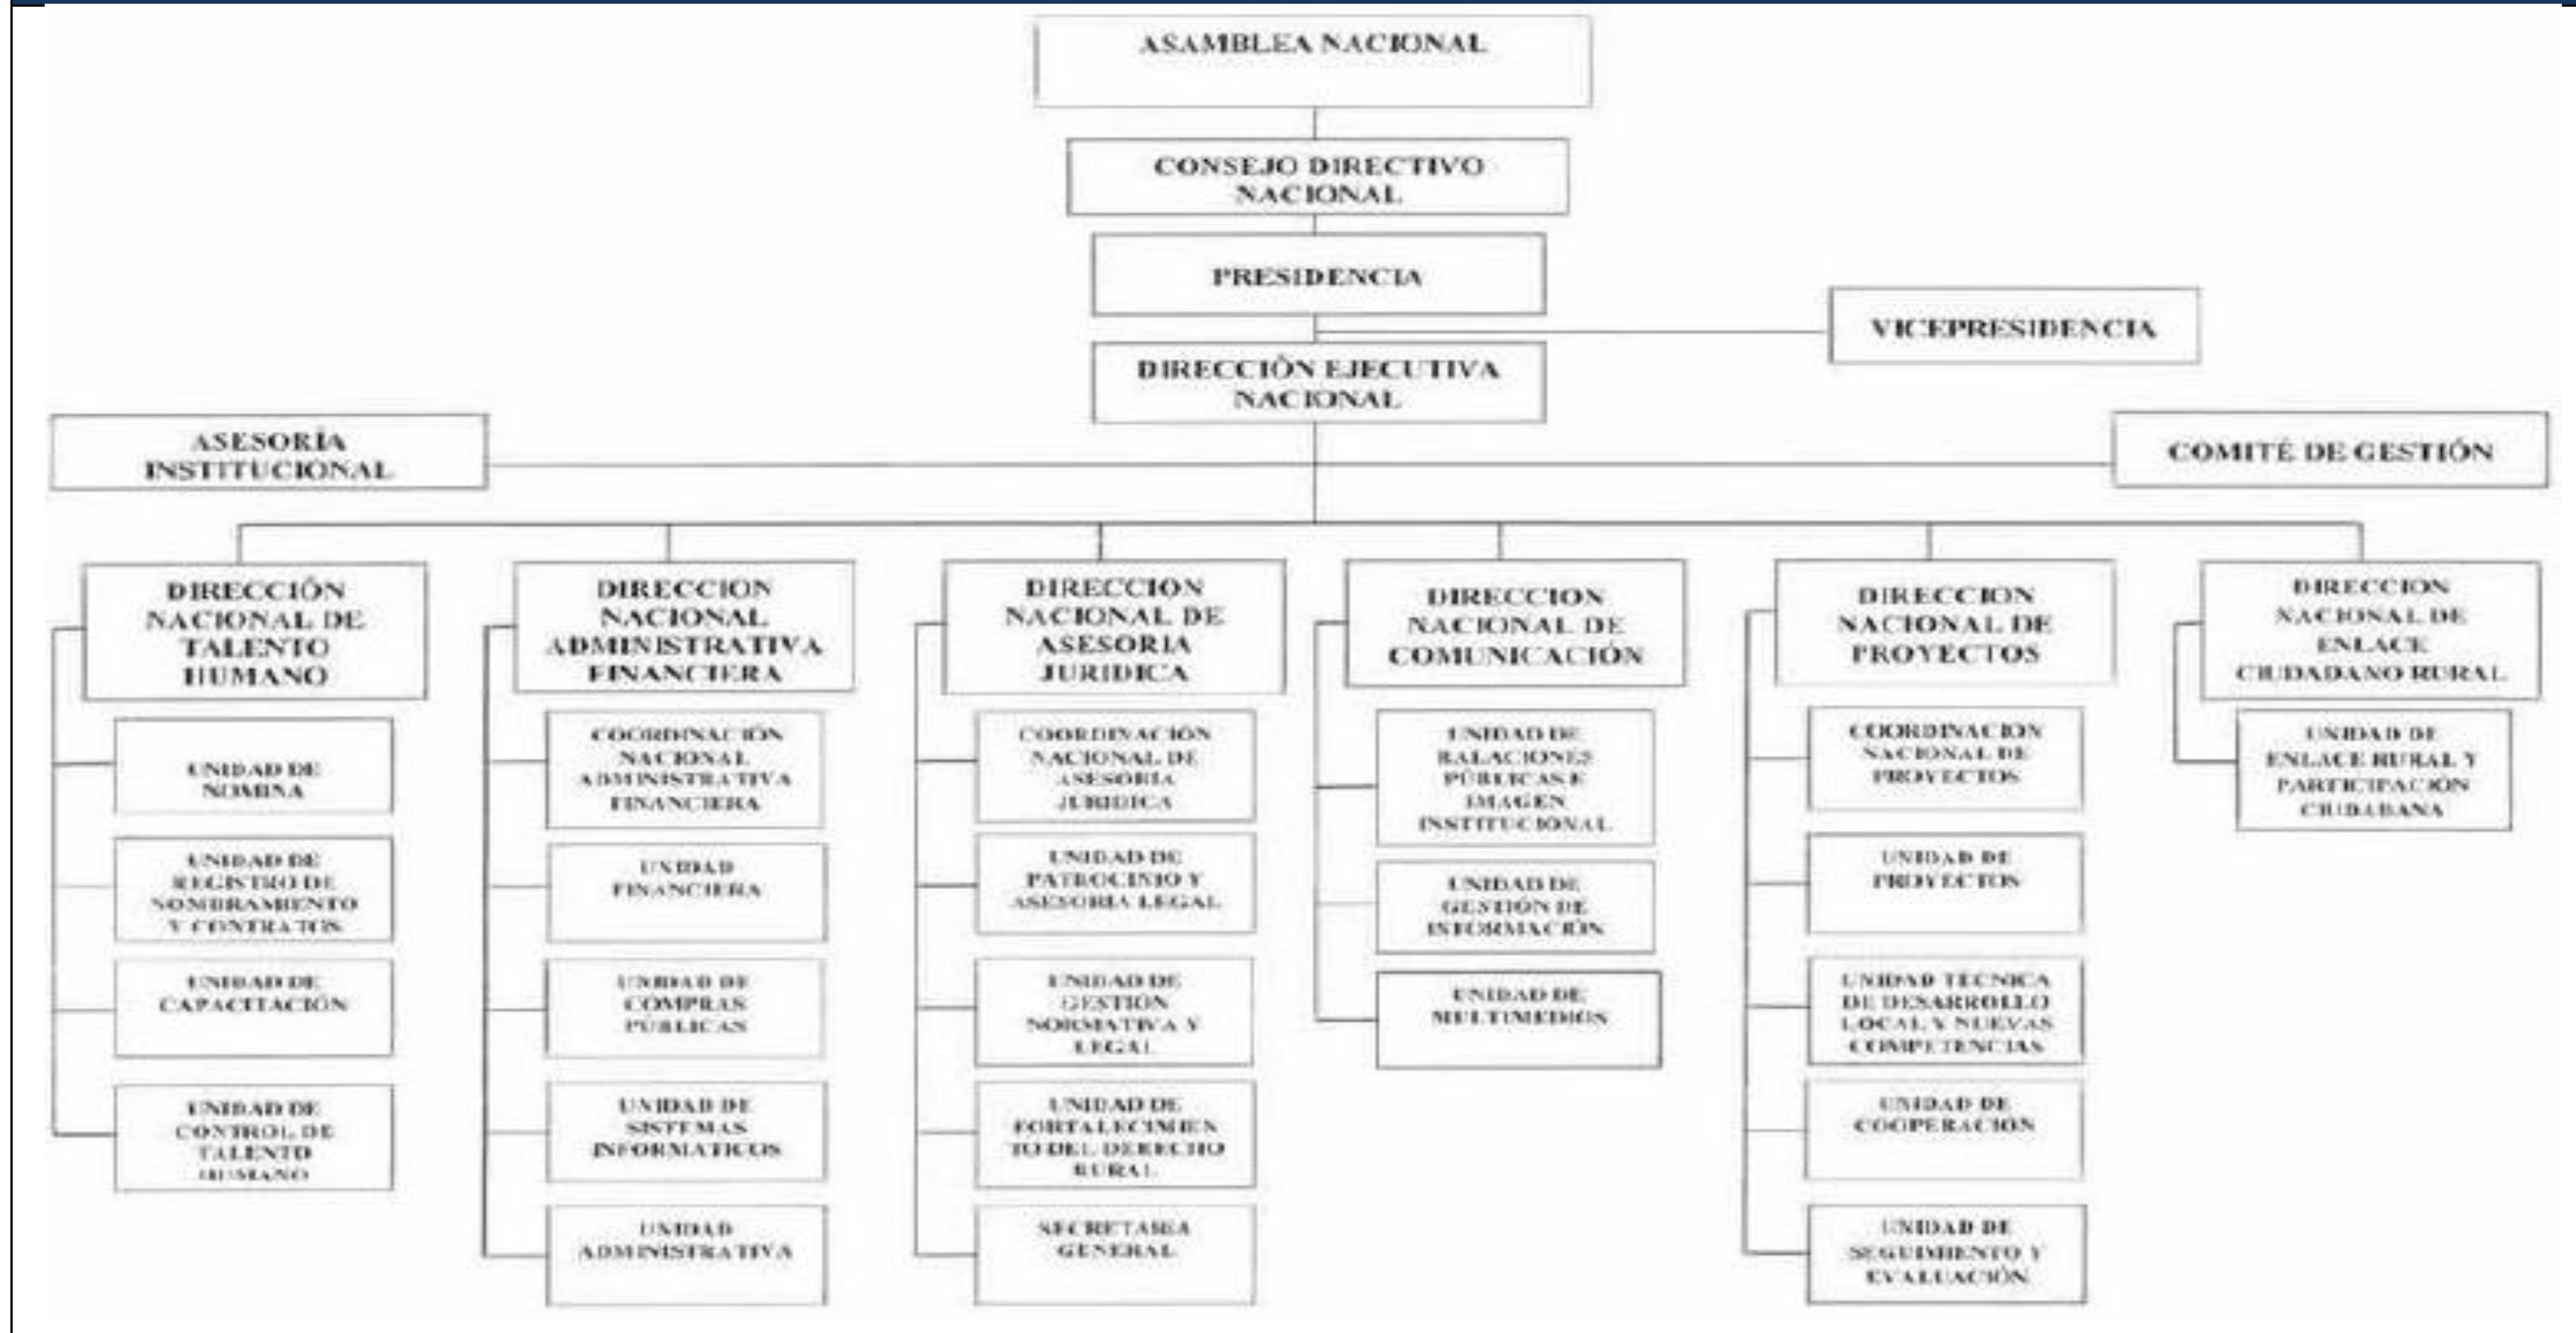 ASAMBLEA NACIONAL
CONSEJO DIRECTIVO
NACIONAL
PRESIDENCIA
VICEPRESIDENCIA
DIRECCIÓN EJECUTIVA
NACIONAL
ASESORÍA
INSTITUCIONAL
COMITÉ DE GESTIÓN
DIRECCIÓN
NACIONAL DE
TALENTO
HUMANO
UNIDAD DE
NOMINA
UNIDAD DE
REGISTRO DE
NOMBRAMIENTO
Y CONTRATOS
UNIDAD DE
CAPACITACIÓN
UNIDAD DE
CONTROL DE
TALENTO
HUMANO
DIRECCION
NACIONAL
ADMINISTRATIVA
FINANCIERA
COORDINACIÓN
NACIONAL
ADMINISTRATIVA
FINANCIERA
UNIDAD
FINANCIERA
UNIDAD DE
COMPRAS
PÚBLICAS
UNIDAD DE
SISTEMAS
INFORMATICOS
UNIDAD
ADMINISTRATIVA
DIRECCION
NACIONAL DE
ASESORIA
JURIDICA
COORDINACIÓN
NACIONAL DE
ASESORIA
JURIDICA
UNIDAD DE
PATROCINIO Y
ASESORIA LEGAL
UNIDAD DE
GESTIÓN
NORMATIVA Y
LEGAL
UNIDAD DE
FORTALECIMIEN
TO DEL DERECHO
RURAL
SECRETARIA
GENERAL
DIRECCION
NACIONAL DE
COMUNICACIÓN
UNIDAD DE
RALACIONES
PÚBLICAS E
IMAGEN
INSTITUCIONAL
UNIDAD DE
GESTIÓN DE
INFORMACIÓN
UNIDAD DE
MULTIMEDIOS
DIRECCION
NACIONAL DE
PROYECTOS
COORDINACION
NACIONAL DE
PROYECTOS
UNIDAD DE
PROYECTOS
UNIDAD TÉCNICA
DE DESARROLLO
LOCAL Y NUEVAS
COMPETENCIAS
UNIDAD DE
COOPERACIÓN
UNIDAD DE
SEGUIMIENTO Y
EVALUACIÓN
DIRECCION
NACIONAL DE
ENLACE
CIUDADANO RURAL
UNIDAD DE
ENLACE RURAL Y
PARTICIPACIÓN
CIUDADANA